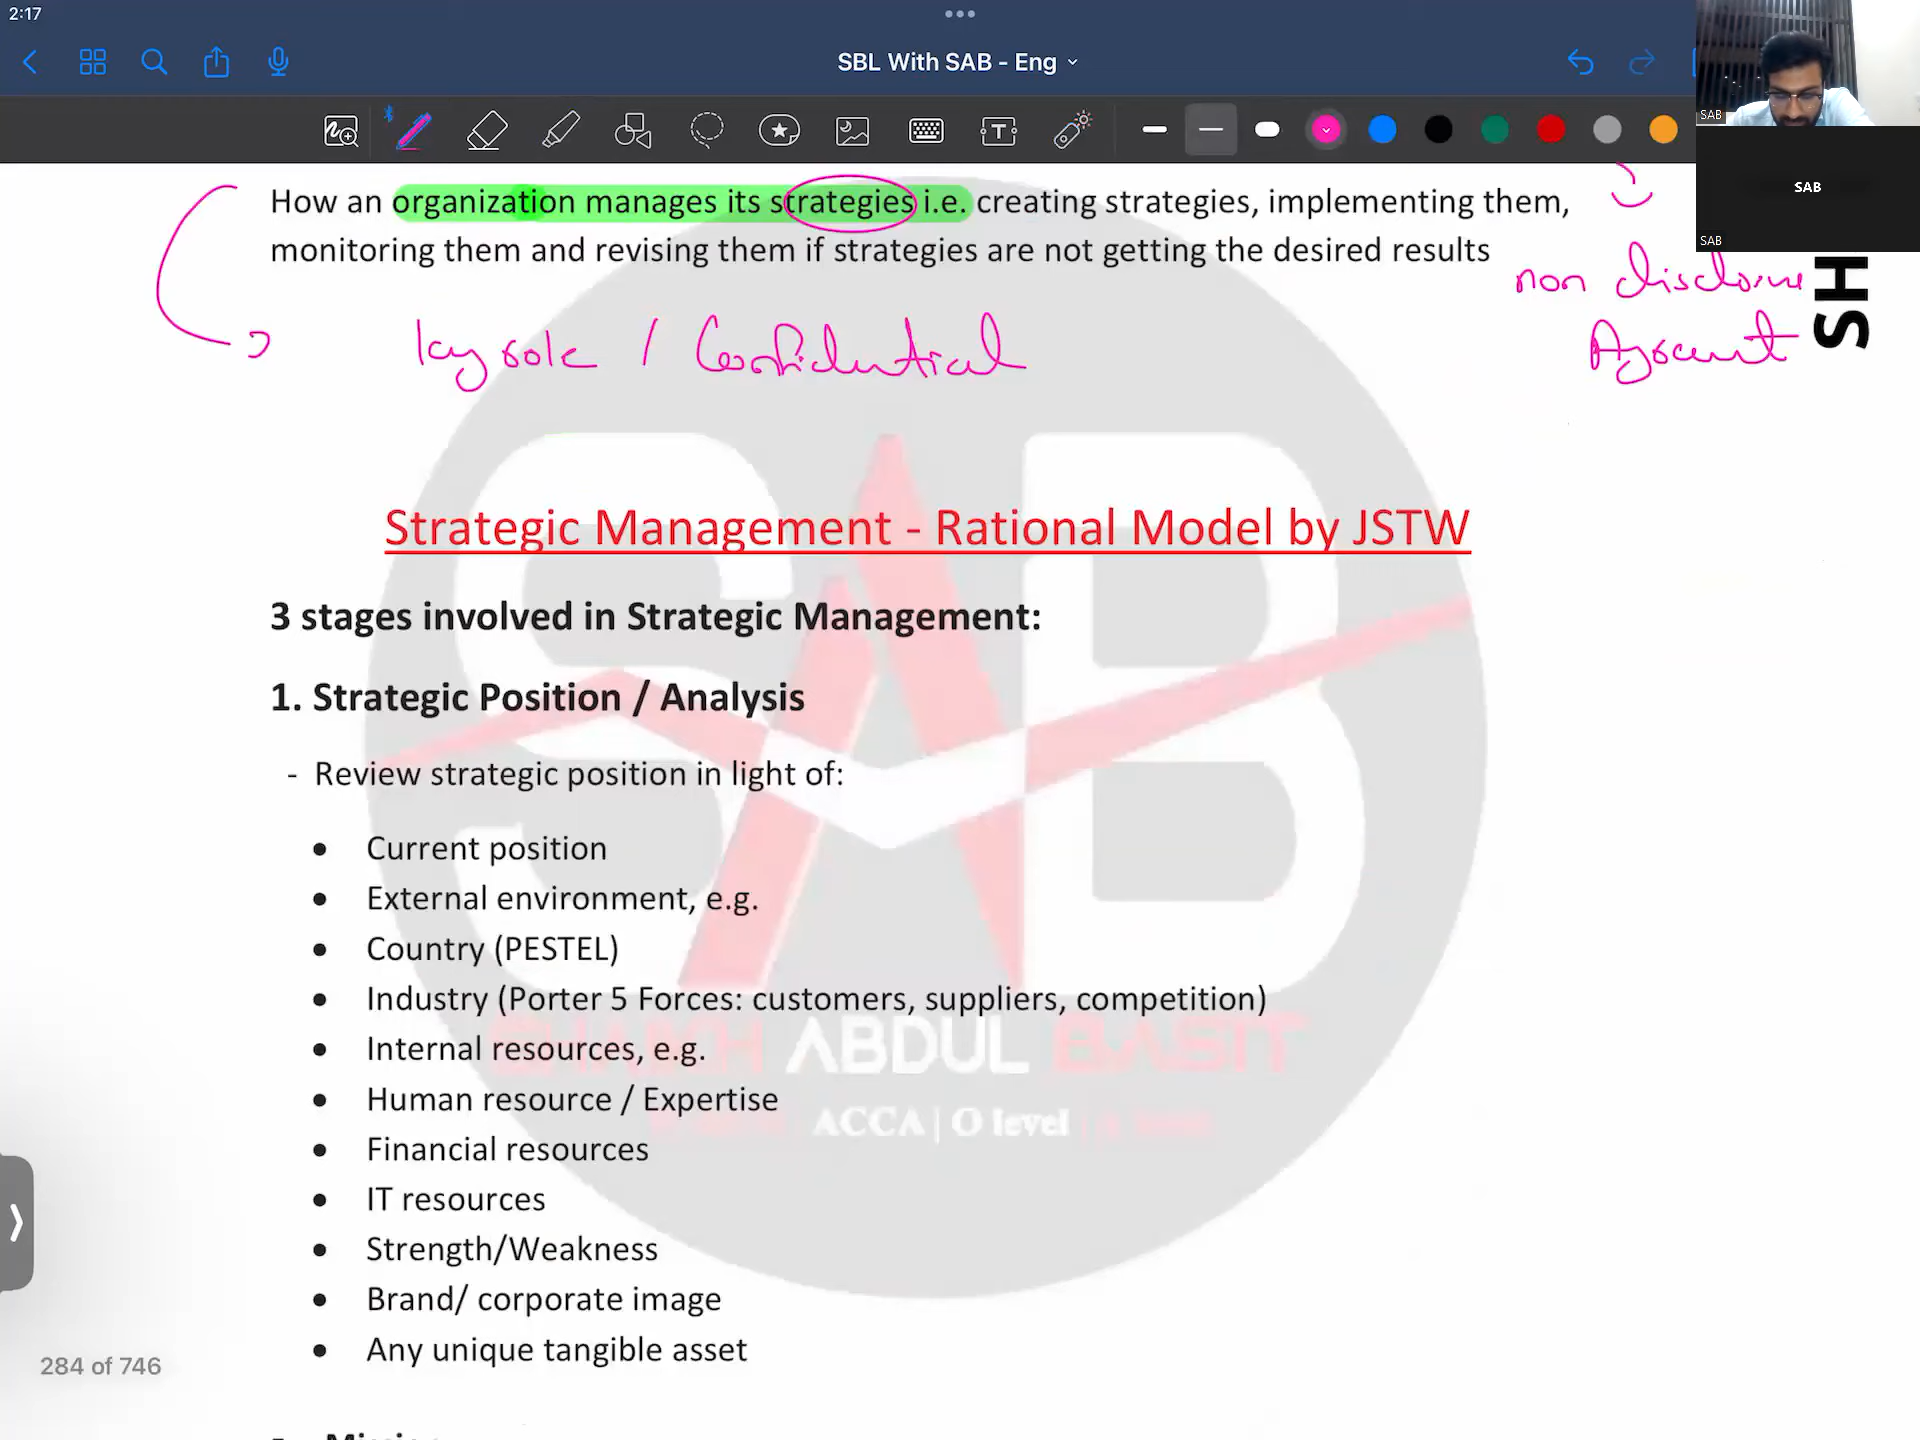 2:17
SBL With SAB - Eng
SAB
SAB
SAB
How an organization manages its strategies i.e. creating strategies, implementing them,
monitoring them and revising them if strategies are not getting the desired results
SH
non disclosure
Agreement
key role / Confidential
Strategic Management - Rational Model by JSTW
3 stages involved in Strategic Management:
1. Strategic Position / Analysis
- Review strategic position in light of:
• Current position
• External environment, e.g.
• Country (PESTEL)
• Industry (Porter 5 Forces: customers, suppliers, competition)
SHAIKH ABDUL BASIT
• Internal resources, e.g.
• Human resource / Expertise
ACCA | O level |
• Financial resources
• IT resources
• Strength/Weakness
• Brand/ corporate image
• Any unique tangible asset
284 of 746